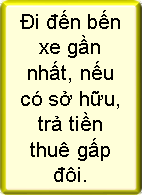 Đi đến bến
xe gần
nhất, nếu
có sở hữu,
trả tiền
thuê gấp
đôi.